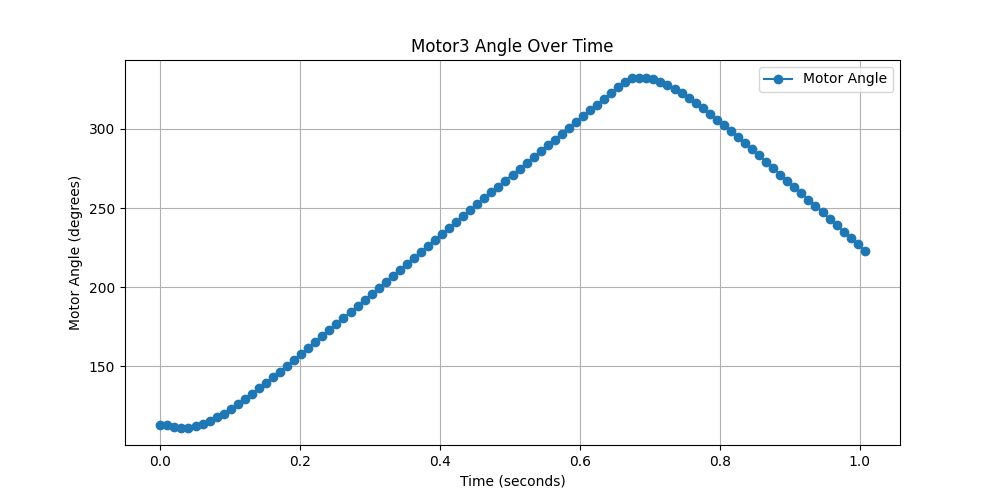 Motor3 Angle Over Time
Motor Angle
Motor Angle (degrees)
300
250
200
150
0.0 0.2 0.4 0.6 0.8 1.0
Time (seconds)